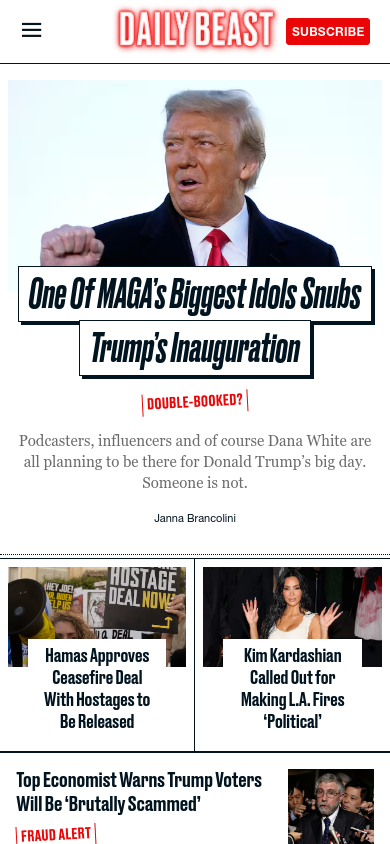 DAILY BEAST
SUBSCRIBE
One Of MAGA's Biggest Idols Snubs
Trump's Inauguration
DOUBLE-BOOKED?
Podcasters, influencers and of course Dana White are
all planning to be there for Donald Trump’s big day.
Someone is not.
Janna Brancolini
HEY JOE!
HOSTAGE
DEAL NOW
A DEAL
Hamas Approves
Ceasefire Deal
With Hostages to
Be Released
Kim Kardashian
Called Out for
Making L.A. Fires
‘Political’
Top Economist Warns Trump Voters
Will Be ‘Brutally Scammed’
FRAUD ALERT